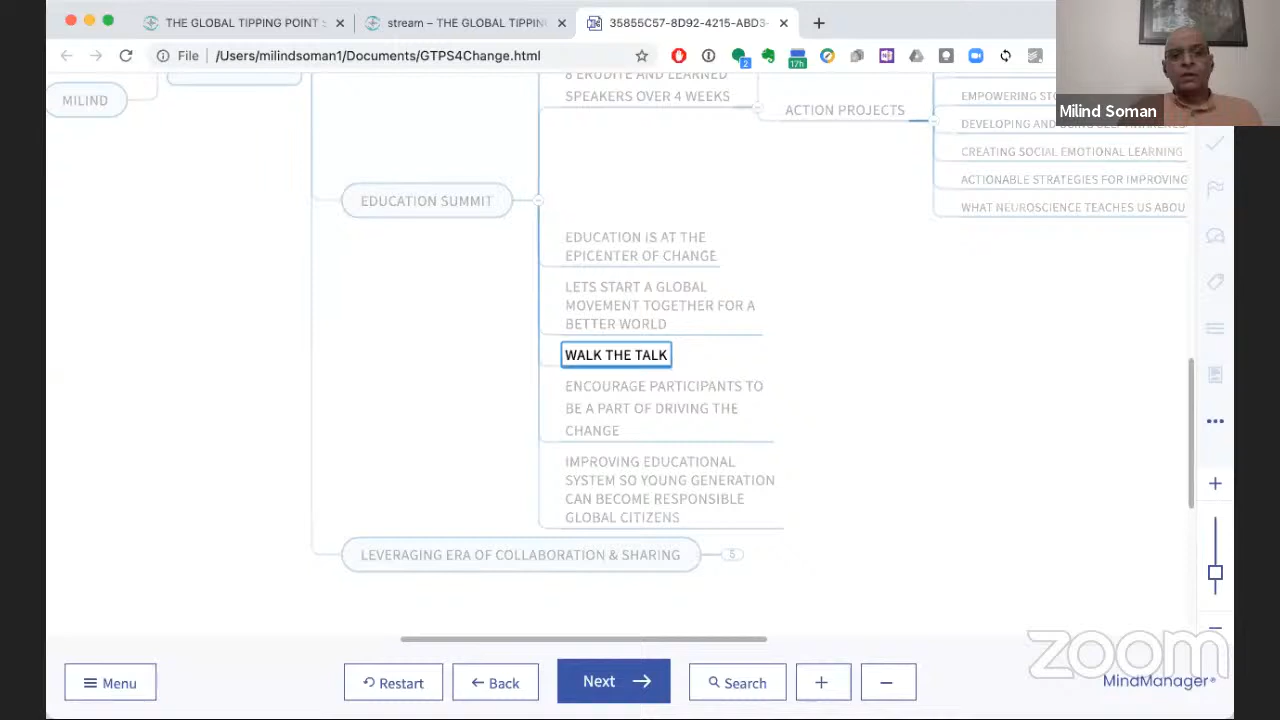 THE GLOBAL TIPPING POINT
stream – THE GLOBAL TIPPIN
35855C57-8D92-4215-ABD3-
File
/Users/milindsoman1/Documents/GTPS4Change.html
2
17h
Milind Soman
MILIND
8 ERUDITE AND LEARNED
SPEAKERS OVER 4 WEEKS
ACTION PROJECTS
EMPOWERING
DEVELOPING AND
CREATING SOCIAL EMOTIONAL LEARNING
ACTIONABLE STRATEGIES FOR IMPROVING
WHAT NEUROSCIENCE TEACHES US ABOU
EDUCATION SUMMIT
EDUCATION IS AT THE
EPICENTER OF CHANGE
LETS START A GLOBAL
MOVEMENT TOGETHER FOR A
BETTER WORLD
WALK THE TALK
ENCOURAGE PARTICIPANTS TO
BE A PART OF DRIVING THE
CHANGE
IMPROVING EDUCATIONAL
SYSTEM SO YOUNG GENERATION
CAN BECOME RESPONSIBLE
GLOBAL CITIZENS
LEVERAGING ERA OF COLLABORATION & SHARING
5
zoom
MindManager®
Menu
Restart
Back
Next
Search